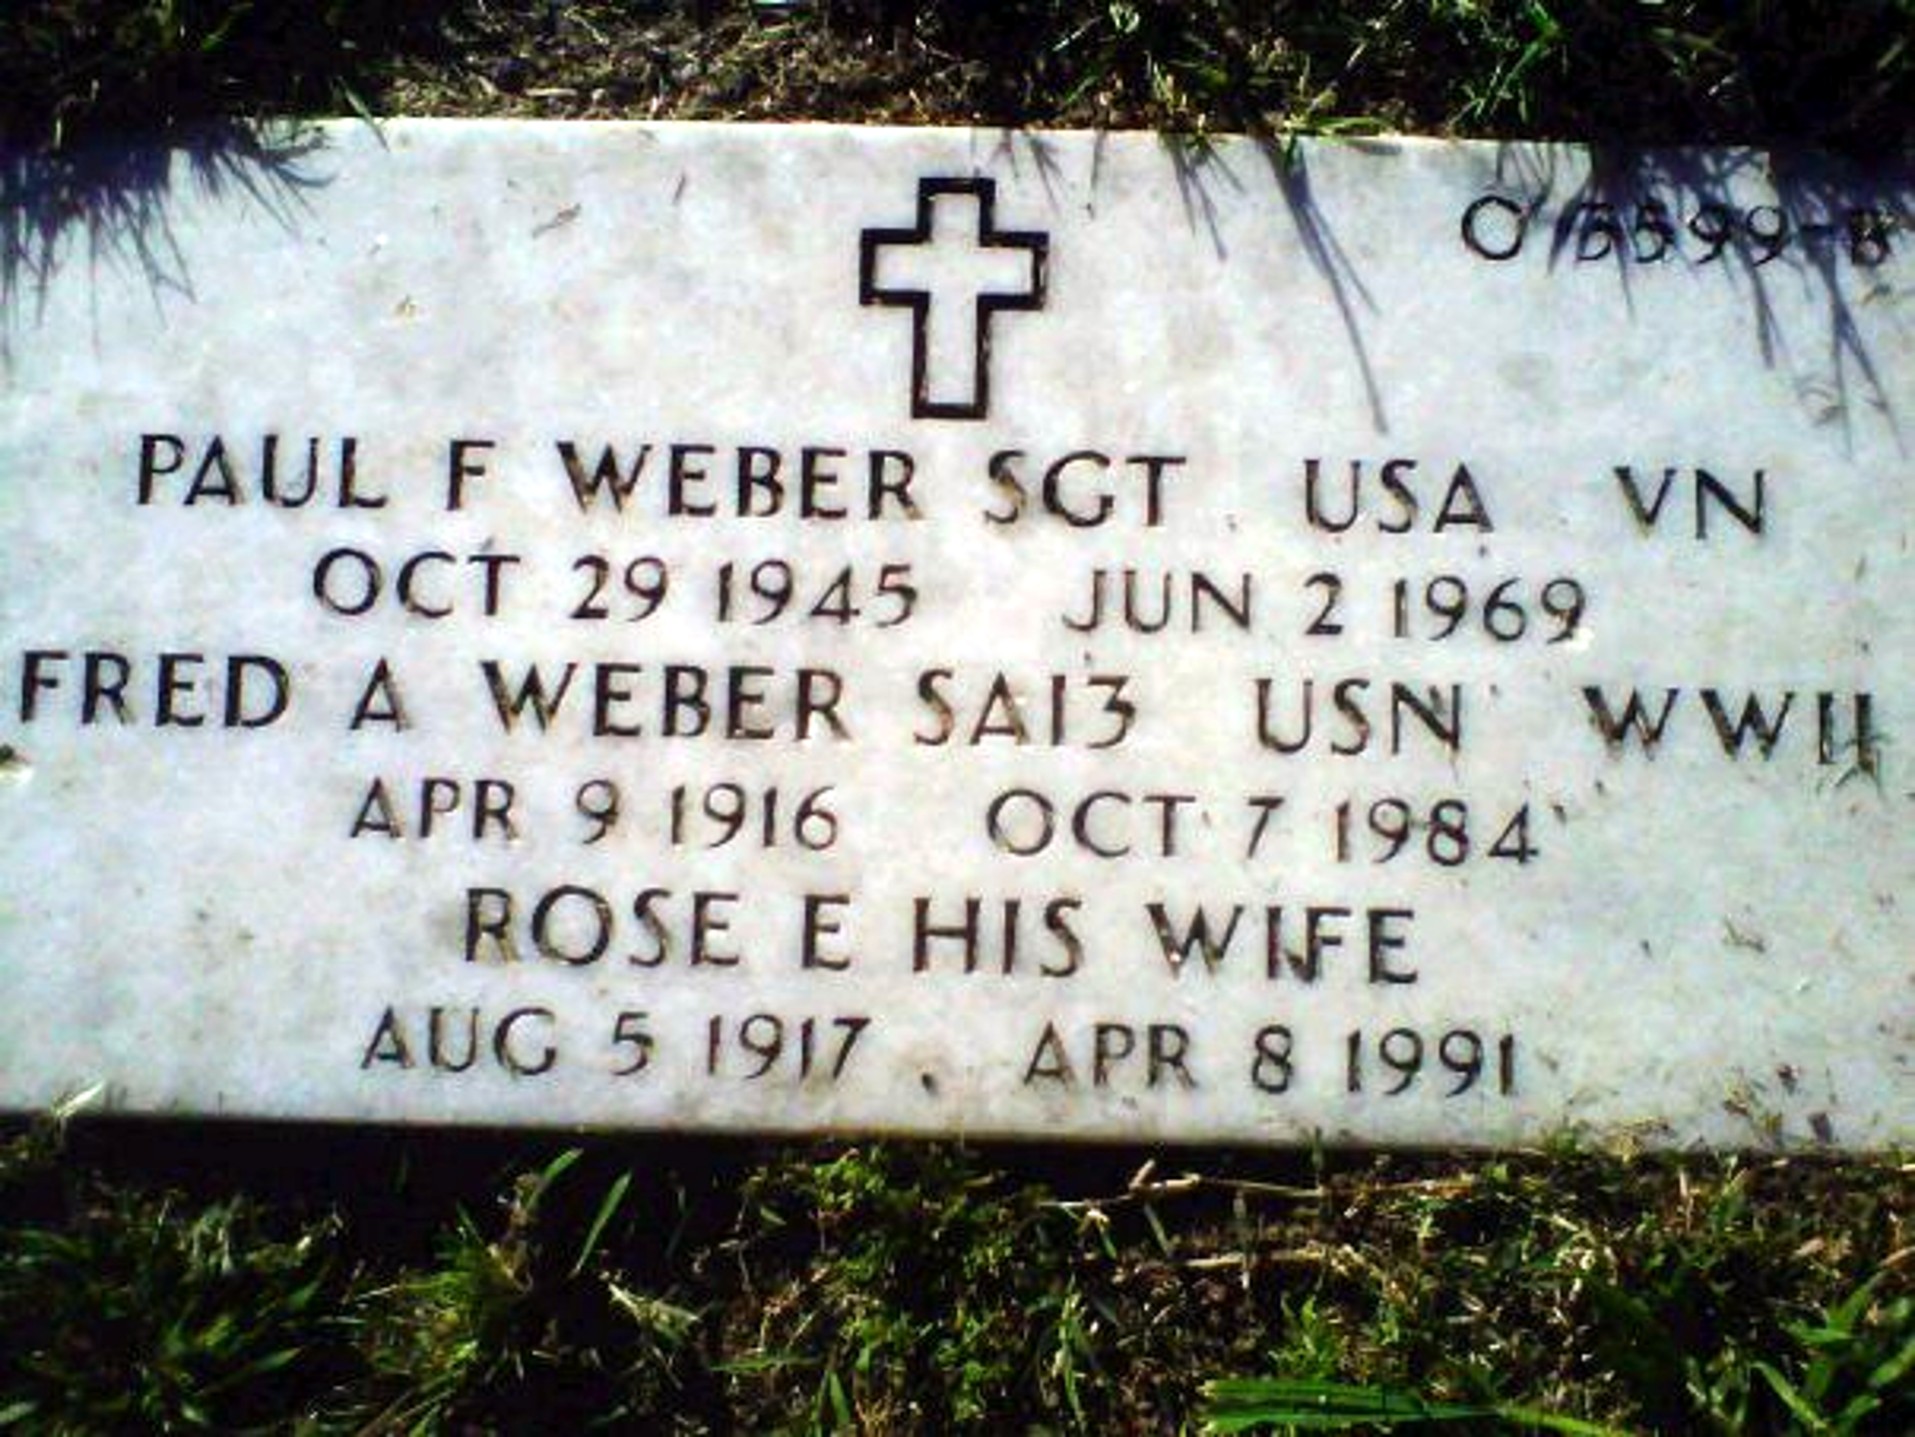 O 5599-B
PAUL F WEBER SGT USA VN
OCT 29 1945 JUN 2 1969
FRED A WEBER SA13 USN WWII
APR 9 1916 OCT 7 1984
ROSE E HIS WIFE
AUG 5 1917 APR 8 1991